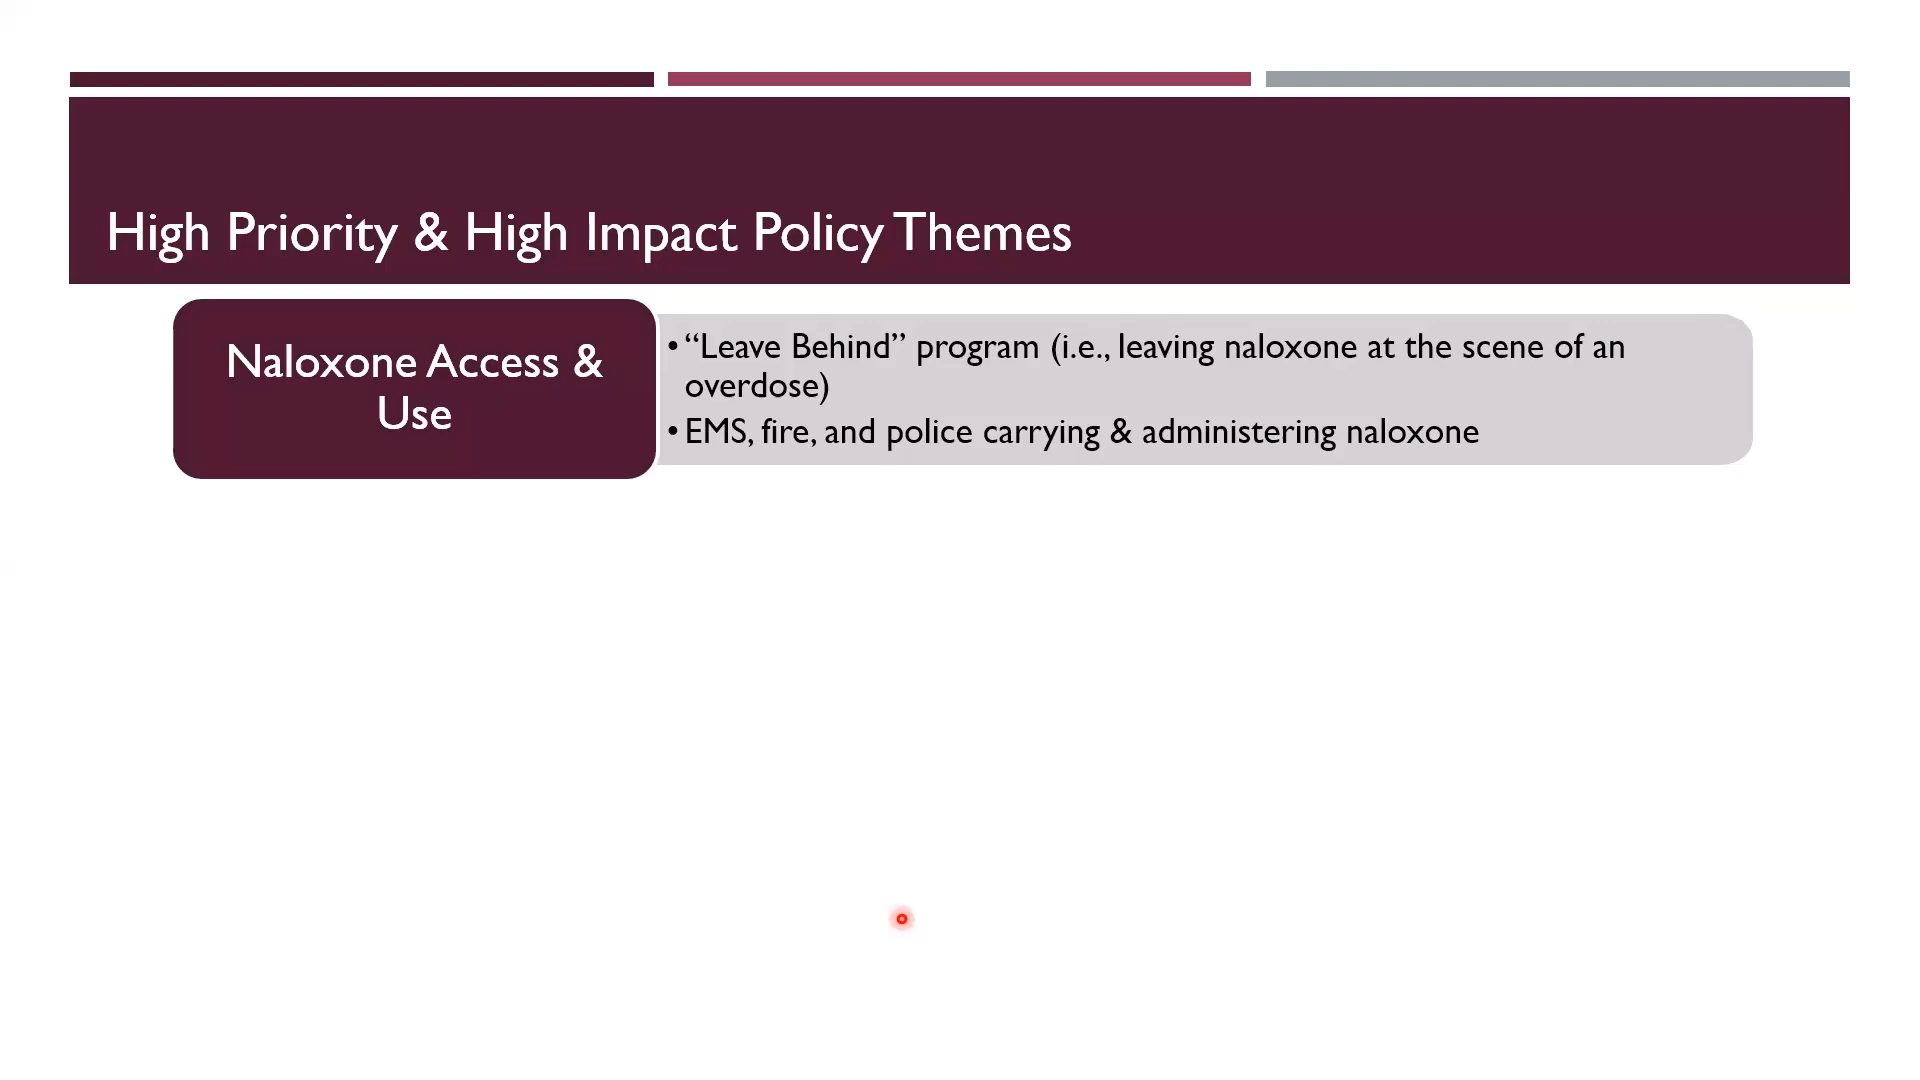 High Priority & High Impact Policy Themes
Naloxone Access &
Use
• “Leave Behind” program (i.e., leaving naloxone at the scene of an
overdose)
• EMS, fire, and police carrying & administering naloxone